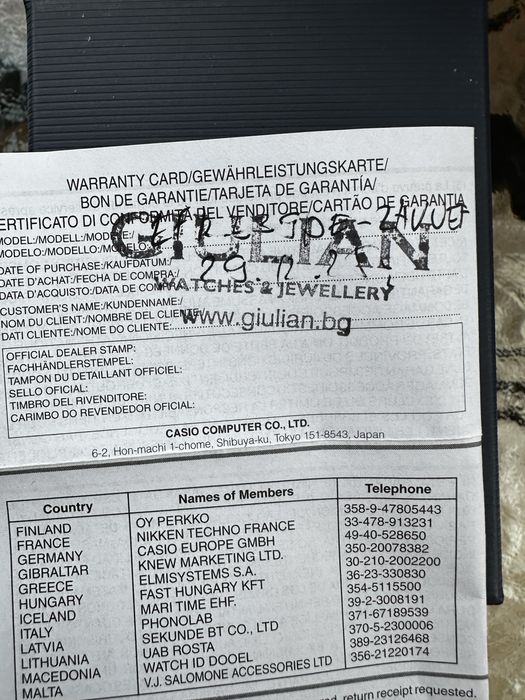 WARRANTY CARD/GEWÄHRLEISTUNGSKARTE/
BON DE GARANTIE/TARJETA DE GARANTÍA/
ERTIFICATO DI CONFORMITÀ DEL VENDITORE/CARTÃO DE GARANTIA
MODEL:/MODELL:/MODÈLE:/
MODELO:/MODELLO:/MODELO:
GIULIAN
DATE OF PURCHASE:/KAUFDATUM:/
DATE D'ACHAT:/FECHA DE COMPRA:/
DATA D'ACQUISTO:/DATA DE COMPRA:
WATCHES & JEWELLERY
CUSTOMER'S NAME:/KUNDENNAME:/
NOM DU CLIENT:/NOMBRE DEL CLIENTE:
DATI CLIENTE:/NOME DO CLIENTE:
www.giulian.bg
OFFICIAL DEALER STAMP:
FACHHÄNDLERSTEMPEL:
TAMPON DU DETAILLANT OFFICIEL:
SELLO OFICIAL:
TIMBRO DEL RIVENDITORE:
CARIMBO DO REVENDEDOR OFICIAL:
CASIO COMPUTER CO., LTD.
6-2, Hon-machi 1-chome, Shibuya-ku, Tokyo 151-8543, Japan
Country Names of Members Telephone
FINLAND OY PERKKO 358-9-47805443
FRANCE NIKKEN TECHNO FRANCE 33-478-913231
GERMANY CASIO EUROPE GMBH 49-40-528650
GIBRALTAR KNEW MARKETING LTD. 350-20078382
GREECE ELMISYSTEMS S.A. 30-210-2002200
HUNGARY FAST HUNGARY KFT 36-23-330830
ICELAND MARI TIME EHF. 354-5115500
ITALY PHONOLAB 39-2-3008191
LATVIA SEKUNDE BT CO., LTD 371-67189539
LITHUANIA UAB ROSTA 370-5-2300006
MACEDONIA WATCH ID DOOEL 389-23126468
MALTA V.J. SALOMONE ACCESSORIES LTD 356-21220174
return receipt requested.